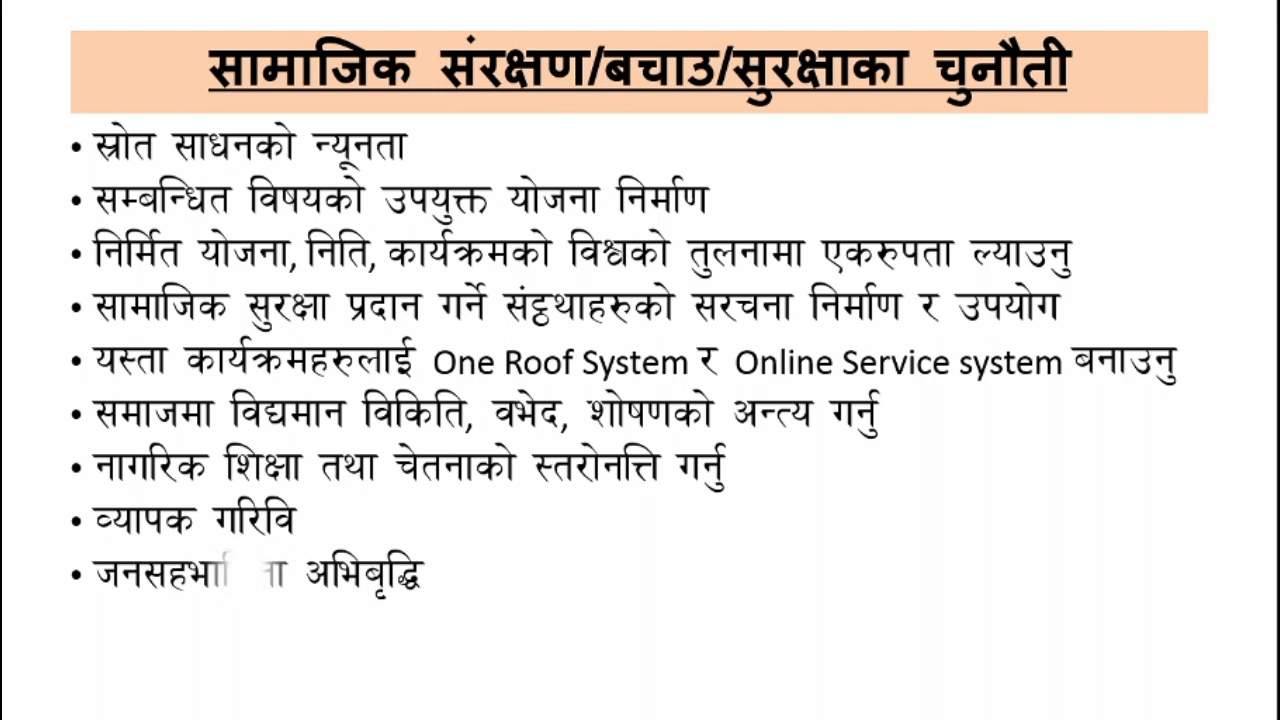 सामाजिक संरक्षण/बचाउ/सुरक्षाका चुनौती
• स्रोत साधनको न्यूनता
• सम्बन्धित विषयको उपयुक्त योजना निर्माण
• निर्मित योजना, निति, कार्यक्रमको विश्वको तुलनामा एकरुपता ल्याउनु
• सामाजिक सुरक्षा प्रदान गर्ने संठ्ठथाहरुको सरचना निर्माण र उपयोग
• यस्ता कार्यक्रमहरुलाई One Roof System र Online Service system बनाउनु
• समाजमा विद्यमान विकिति, वभेद, शोषणको अन्त्य गर्नु
• नागरिक शिक्षा तथा चेतनाको स्तरोनत्ति गर्नु
• व्यापक गरिवि
• अभिबृद्धि